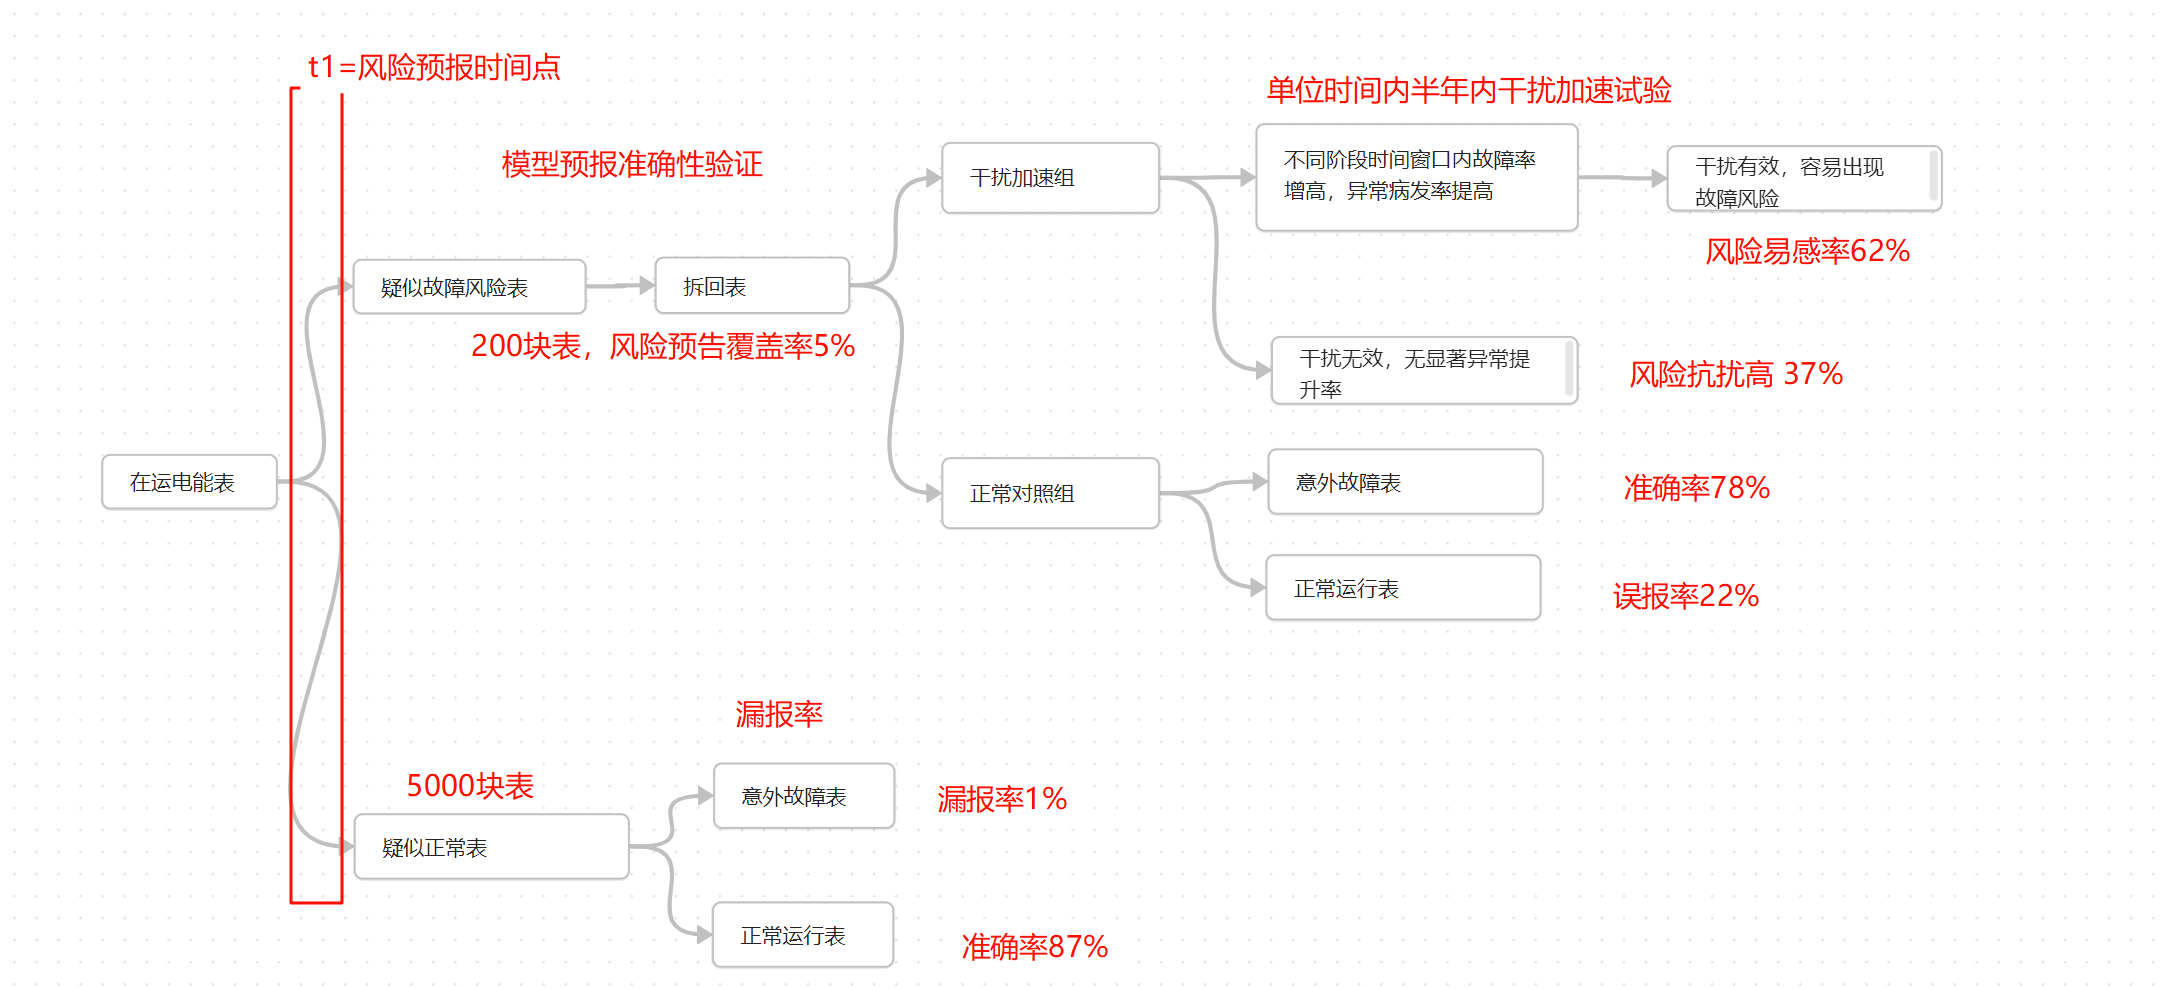 t1=风险预报时间点
单位时间内半年内干扰加速试验
模型预报准确性验证
干扰加速组
不同阶段时间窗口内故障率
增高，异常病发率提高
干扰有效，容易出现
故障风险
风险易感率62%
疑似故障风险表
拆回表
200块表，风险预告覆盖率5%
干扰无效，无显著异常提
升率
风险抗扰高 37%
在运电能表
正常对照组
意外故障表
准确率78%
正常运行表
误报率22%
漏报率
5000块表
意外故障表
漏报率1%
疑似正常表
正常运行表
准确率87%